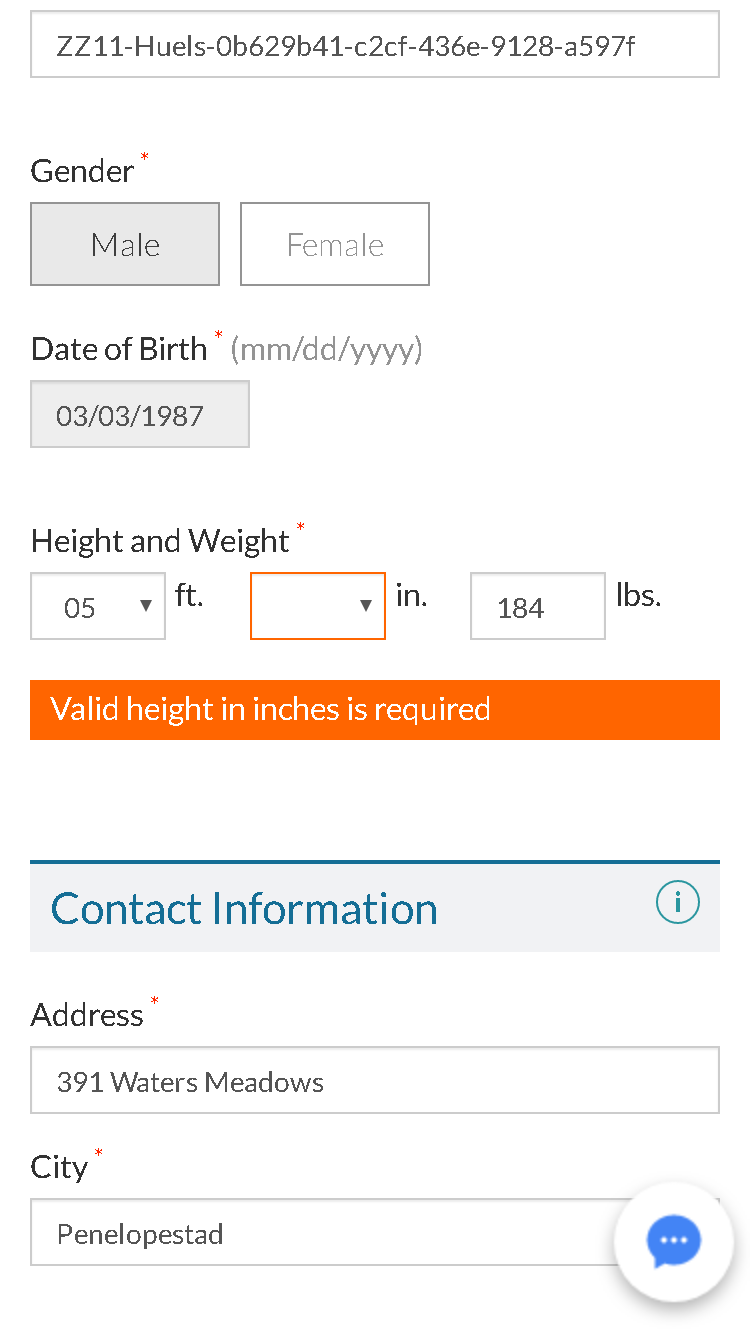 ZZ11-Huels-0b629b41-c2cf-436e-9128-a597f
Gender *
Male Female
Date of Birth * (mm/dd/yyyy)
03/03/1987
Height and Weight *
05 ft. in. 184 lbs.
Valid height in inches is required
Contact Information
Address *
391 Waters Meadows
City *
Penelopestad